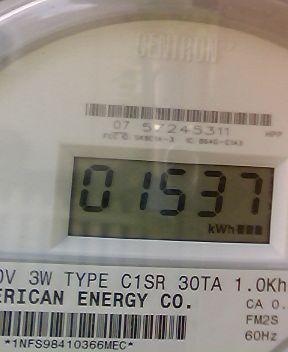 CENTRON
07 57245311
HPP
01537
kWh
0V 3W TYPE C1SR 30TA 1.0Kh
ERICAN ENERGY CO.
CA 0.
FM2S
60Hz
*1NFS98410366MEC*